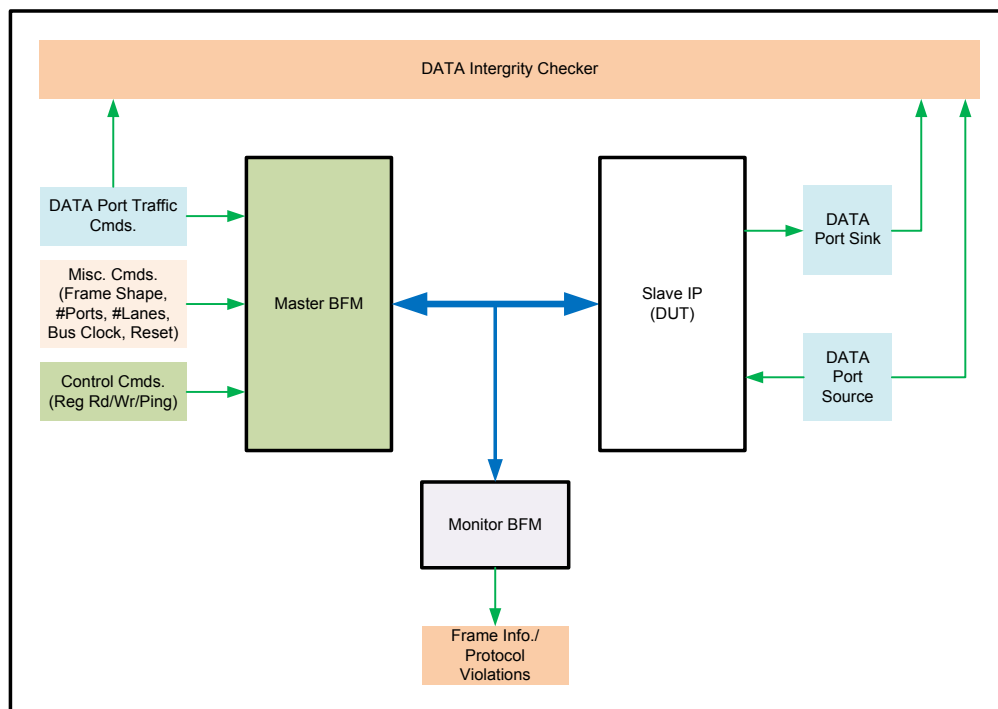 DATA Intergrity Checker
DATA Port Traffic
Cmds.
Misc. Cmds.
(Frame Shape,
#Ports, #Lanes,
Bus Clock, Reset)
Control Cmds.
(Reg Rd/Wr/Ping)
Master BFM
Slave IP
(DUT)
DATA
Port Sink
DATA
Port
Source
Monitor BFM
Frame Info./
Protocol
Violations